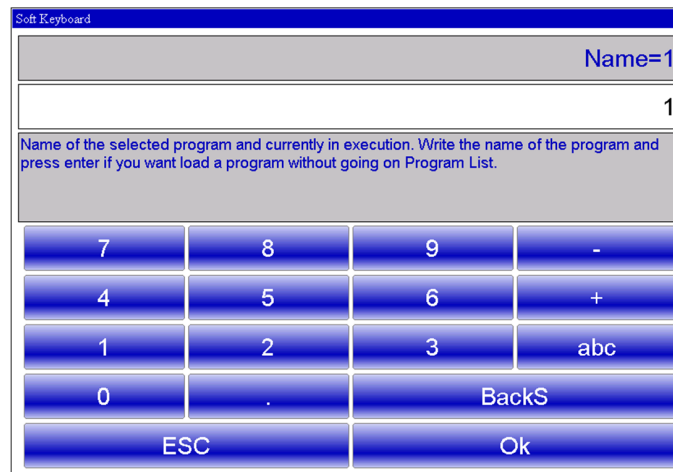 Soft Keyboard
Name=1
1
Name of the selected program and currently in execution. Write the name of the program and
press enter if you want load a program without going on Program List.
7 8 9 -
4 5 6 +
1 2 3 abc
0 . BackS
ESC Ok